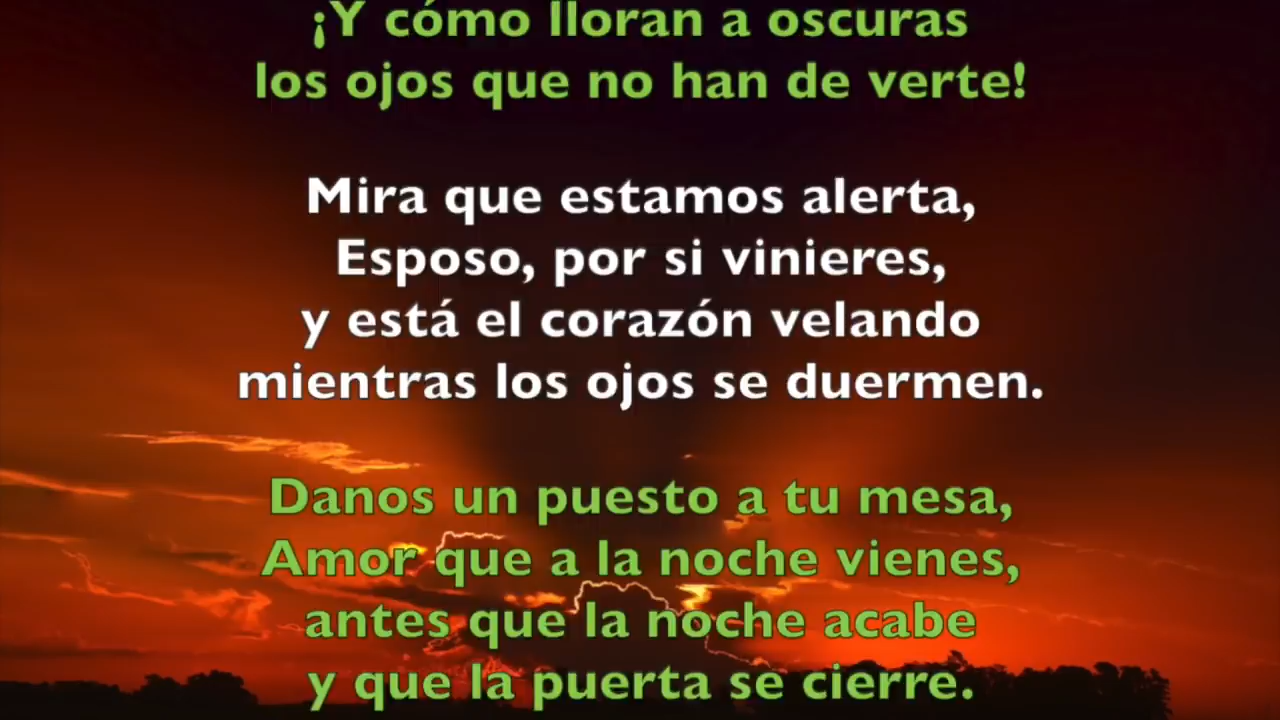 ¡Y cómo lloran a oscuras
los ojos que no han de verte!
Mira que estamos alerta,
Esposo, por si vinieres,
y está el corazón velando
mientras los ojos se duermen.
Danos un puesto a tu mesa,
Amor que a la noche vienes,
antes que la noche acabe
y que la puerta se cierre.